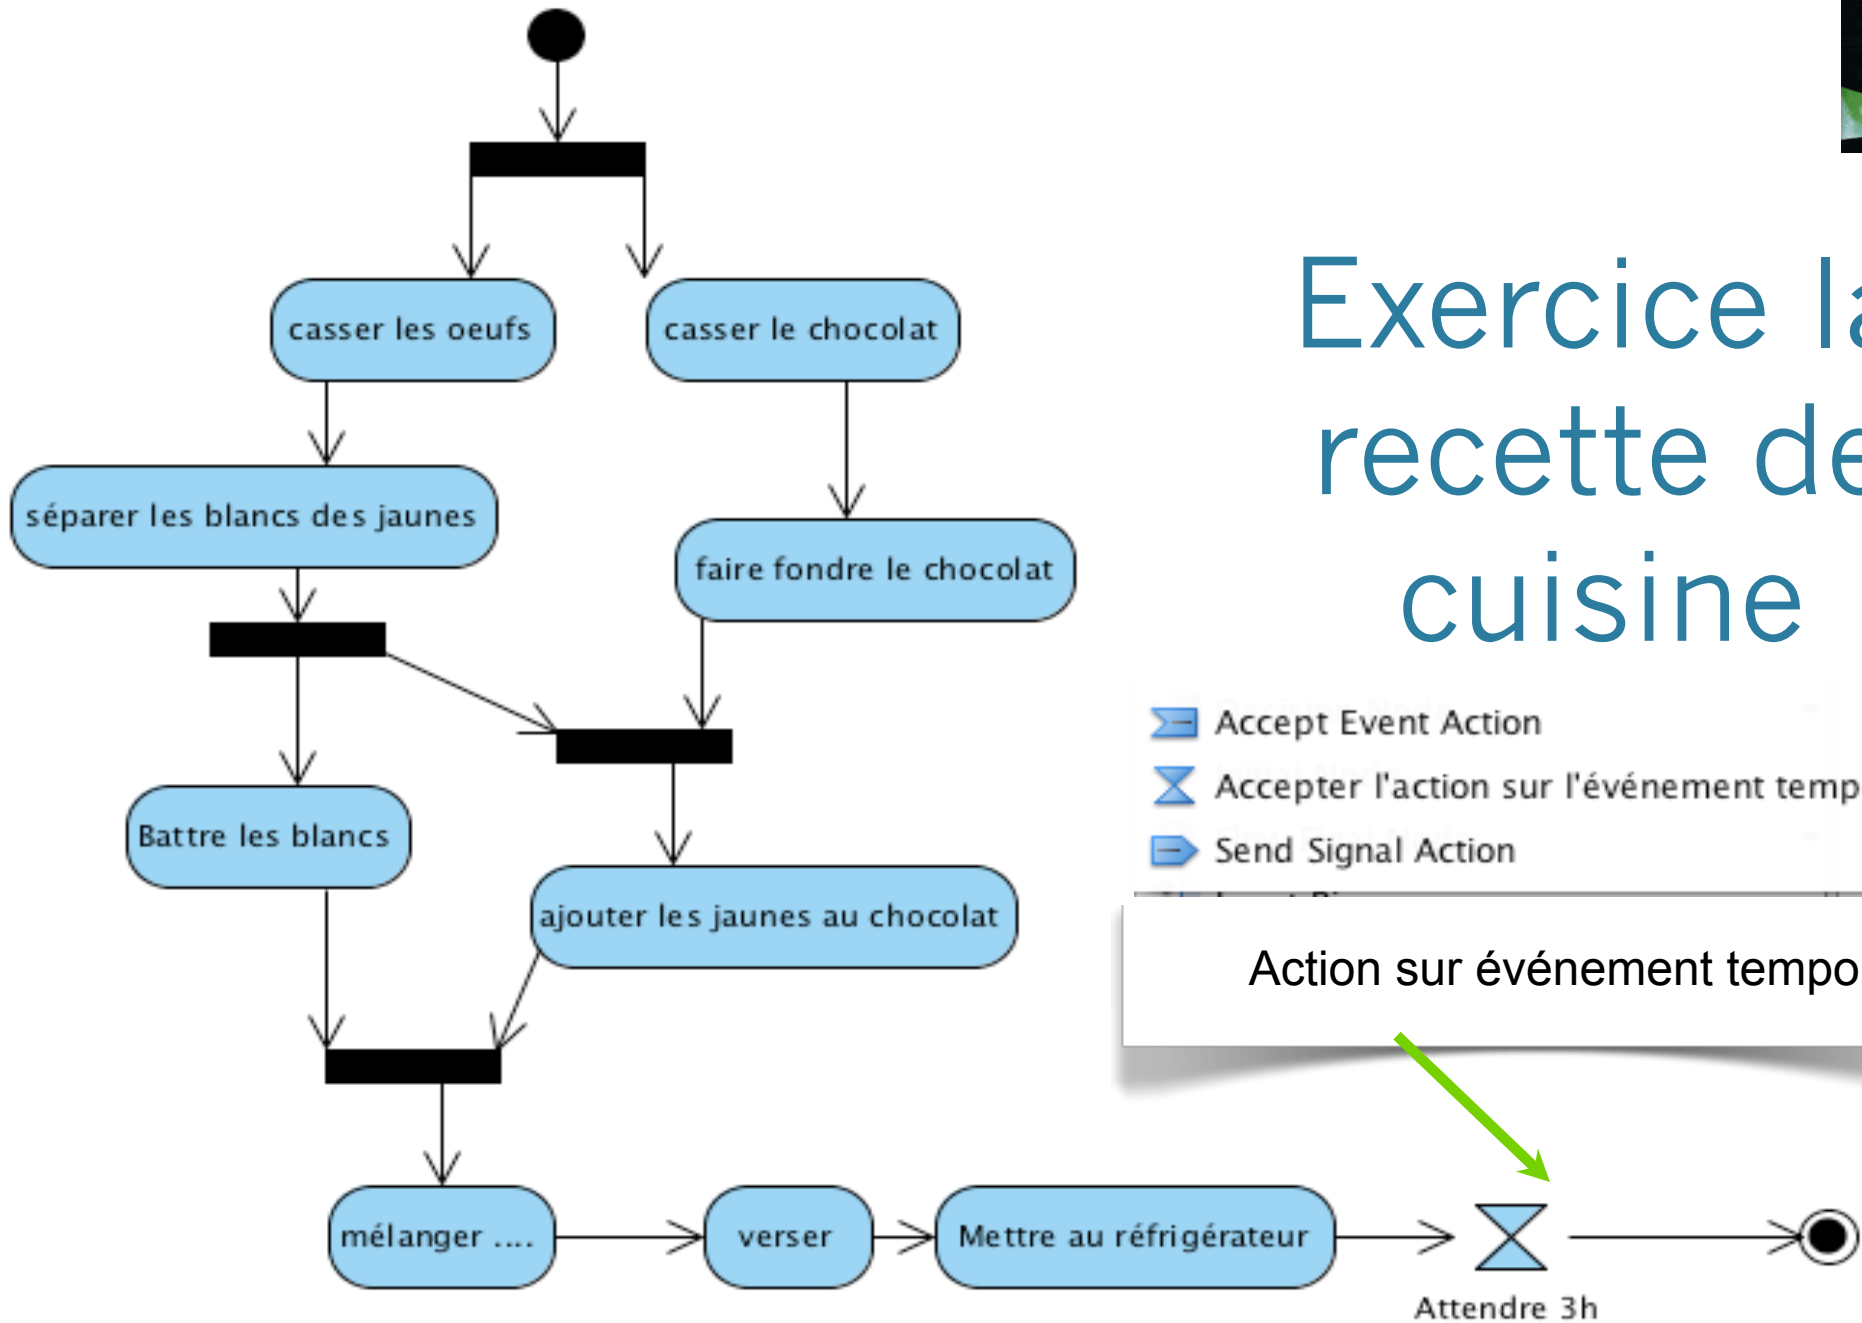 Exercice la
recette de
cuisine
casser les oeufs
casser le chocolat
séparer les blancs des jaunes
faire fondre le chocolat
Battre les blancs
ajouter les jaunes au chocolat
Accept Event Action
Accepter l'action sur l'événement temp
Send Signal Action
Action sur événement tempo
mélanger ....
verser
Mettre au réfrigérateur
Attendre 3h